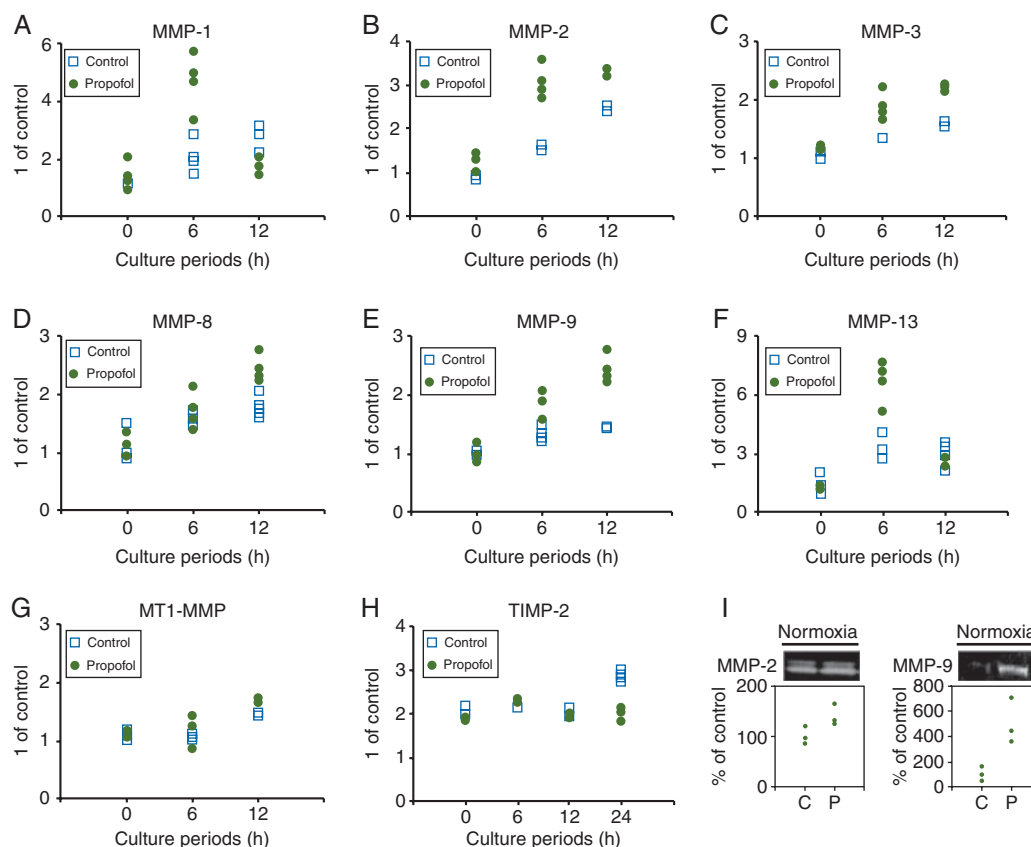 A
MMP-1
1 of control
6
4
2
0
Control
Propofol
0 6 12
Culture periods (h)
B
MMP-2
1 of control
4
3
2
1
0
Control
Propofol
0 6 12
Culture periods (h)
C
MMP-3
1 of control
3
2
1
0
Control
Propofol
0 6 12
Culture periods (h)
D
MMP-8
1 of control
3
2
1
0
Control
Propofol
0 6 12
Culture periods (h)
E
MMP-9
1 of control
3
2
1
0
Control
Propofol
0 6 12
Culture periods (h)
F
MMP-13
1 of control
9
6
3
0
Control
Propofol
0 6 12
Culture periods (h)
G
MT1-MMP
1 of control
3
2
1
0
Control
Propofol
0 6 12
Culture periods (h)
H
TIMP-2
1 of control
4
3
2
1
0
Control
Propofol
0 6 12 24
Culture periods (h)
I
Normoxia
MMP-2
% of control
200
100
0
C P
Normoxia
MMP-9
% of control
800
600
400
200
0
C P